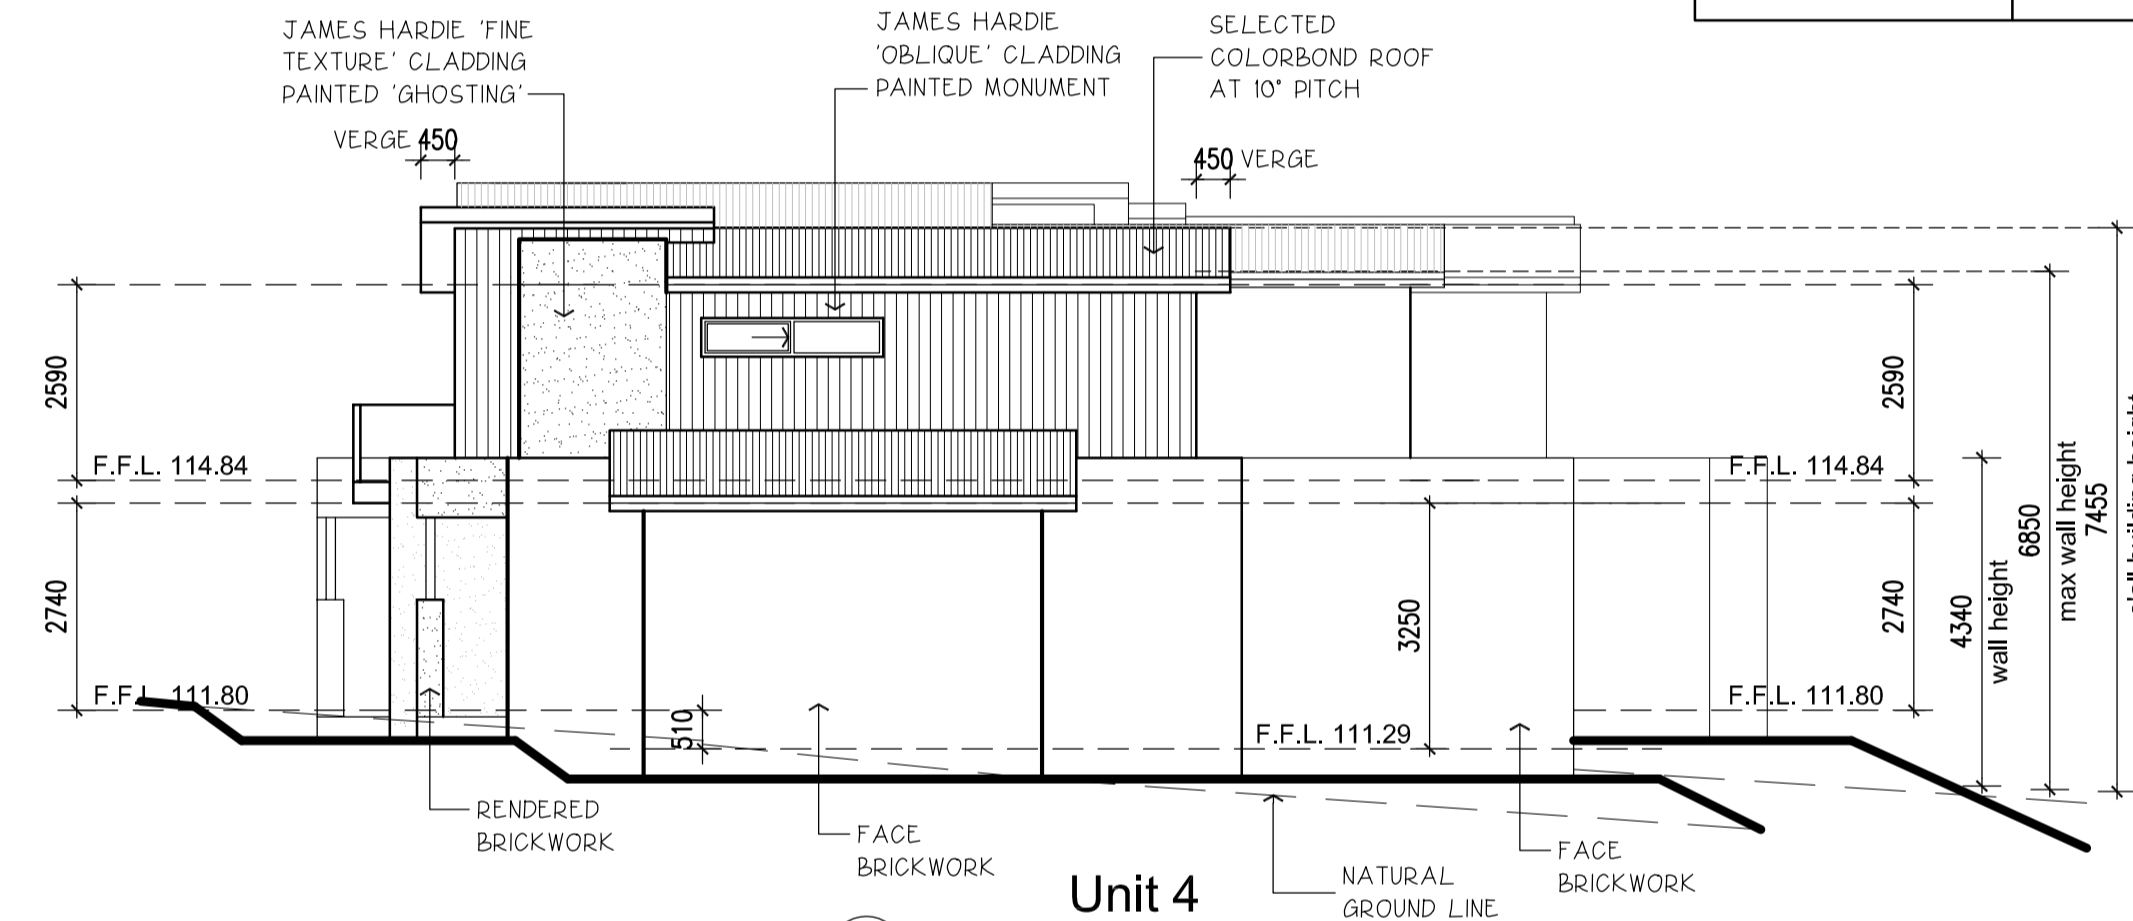 JAMES HARDIE 'FINE
TEXTURE' CLADDING
PAINTED 'GHOSTING'
JAMES HARDIE
'OBLIQUE' CLADDING
PAINTED MONUMENT
SELECTED
COLORBOND ROOF
AT 10° PITCH
VERGE 450
450 VERGE
2590
2590
F.F.L. 114.84
F.F.L. 114.84
2740
3250
2740
4340
wall height
6850
max wall height
7455
F.F.L. 111.80
F.F.L. 111.80
510
F.F.L. 111.29
RENDERED
BRICKWORK
FACE
BRICKWORK
FACE
BRICKWORK
NATURAL
GROUND LINE
Unit 4